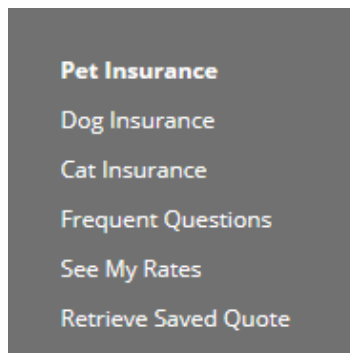 Pet Insurance
Dog Insurance
Cat Insurance
Frequent Questions
See My Rates
Retrieve Saved Quote